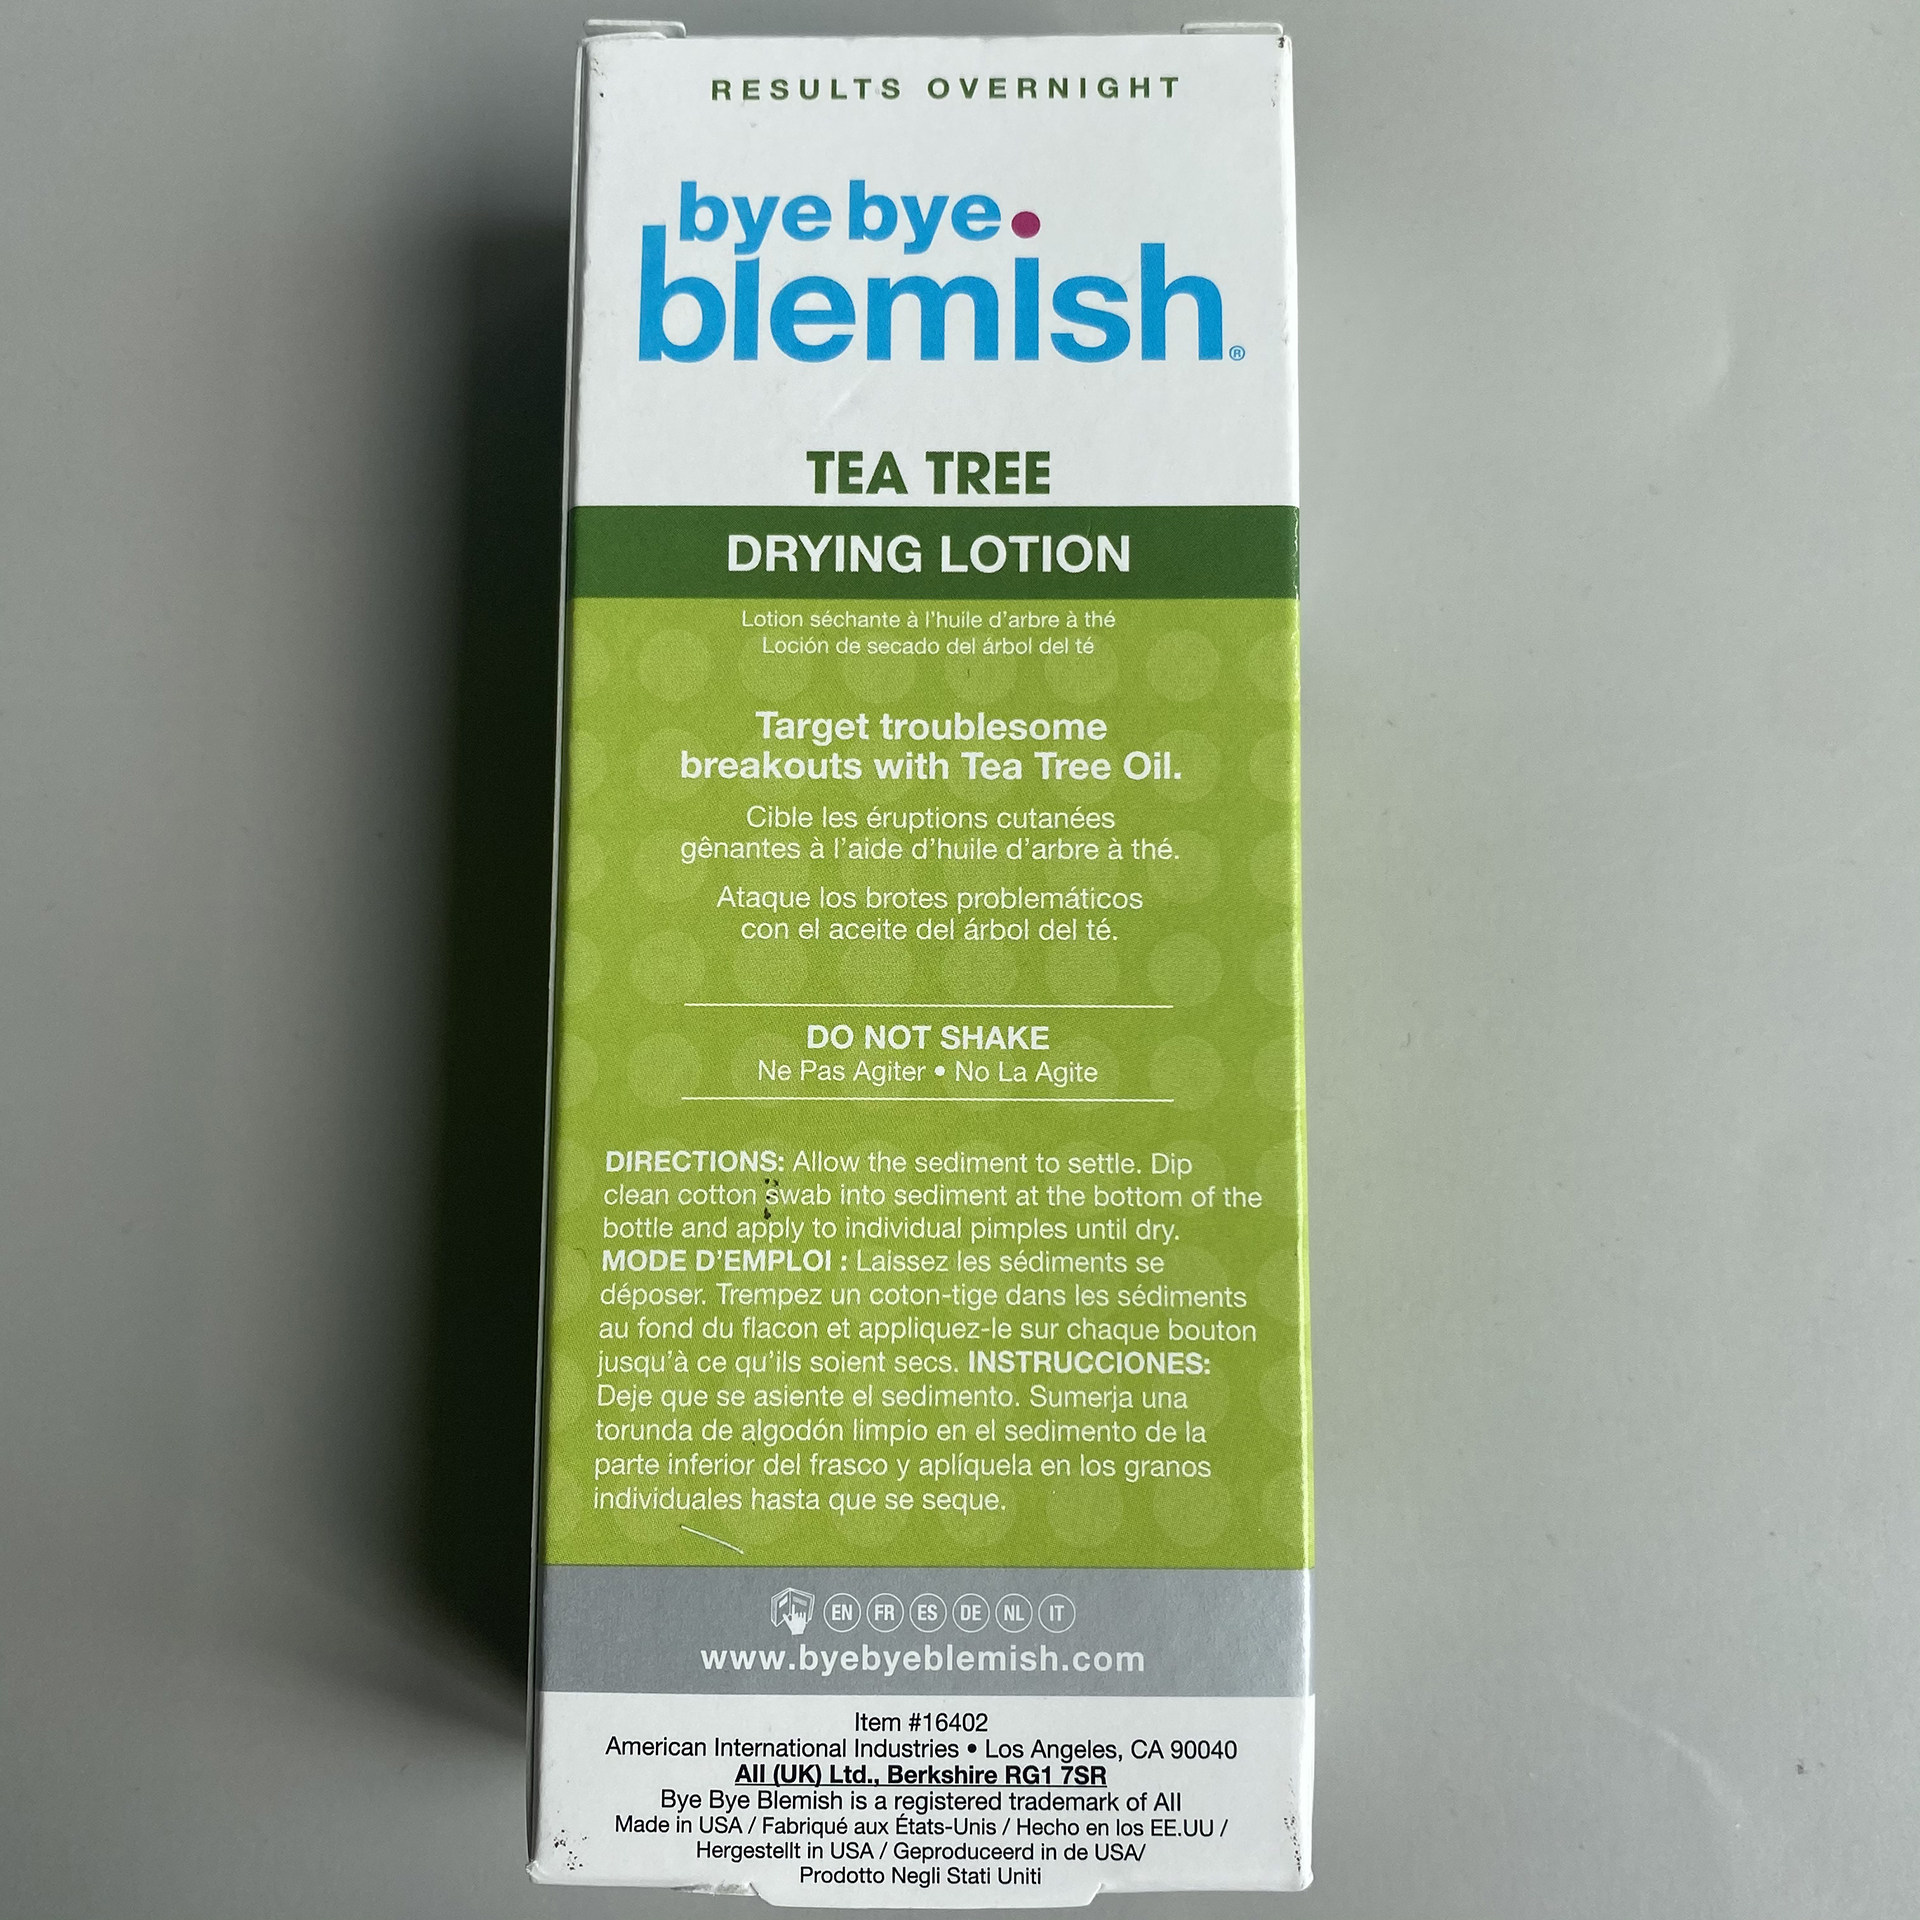 RESULTS OVERNIGHT
bye bye
blemish®
TEA TREE
DRYING LOTION
Lotion séchante à l'huile d'arbre à thé
Loción de secado del árbol del té
Target troublesome
breakouts with Tea Tree Oil.
Cible les éruptions cutanées
gênantes à l'aide d'huile d'arbre à thé.
Ataque los brotes problemáticos
con el aceite del árbol del té.
DO NOT SHAKE
Ne Pas Agiter • No La Agite
DIRECTIONS: Allow the sediment to settle. Dip
clean cotton swab into sediment at the bottom of the
bottle and apply to individual pimples until dry.
MODE D'EMPLOI : Laissez les sédiments se
déposer. Trempez un coton-tige dans les sédiments
au fond du flacon et appliquez-le sur chaque bouton
jusqu'à ce qu'ils soient secs. INSTRUCCIONES:
Deje que se asiente el sedimento. Sumerja una
torunda de algodón limpio en el sedimento de la
parte inferior del frasco y aplíquela en los granos
individuales hasta que se seque.
EN FR ES DE NL IT
www.byebyeblemish.com
Item #16402
American International Industries • Los Angeles, CA 90040
AII (UK) Ltd., Berkshire RG1 7SR
Bye Bye Blemish is a registered trademark of AII
Made in USA / Fabriqué aux États-Unis / Hecho en los EE.UU /
Hergestellt in USA / Geproduceerd in de USA/
Prodotto Negli Stati Uniti